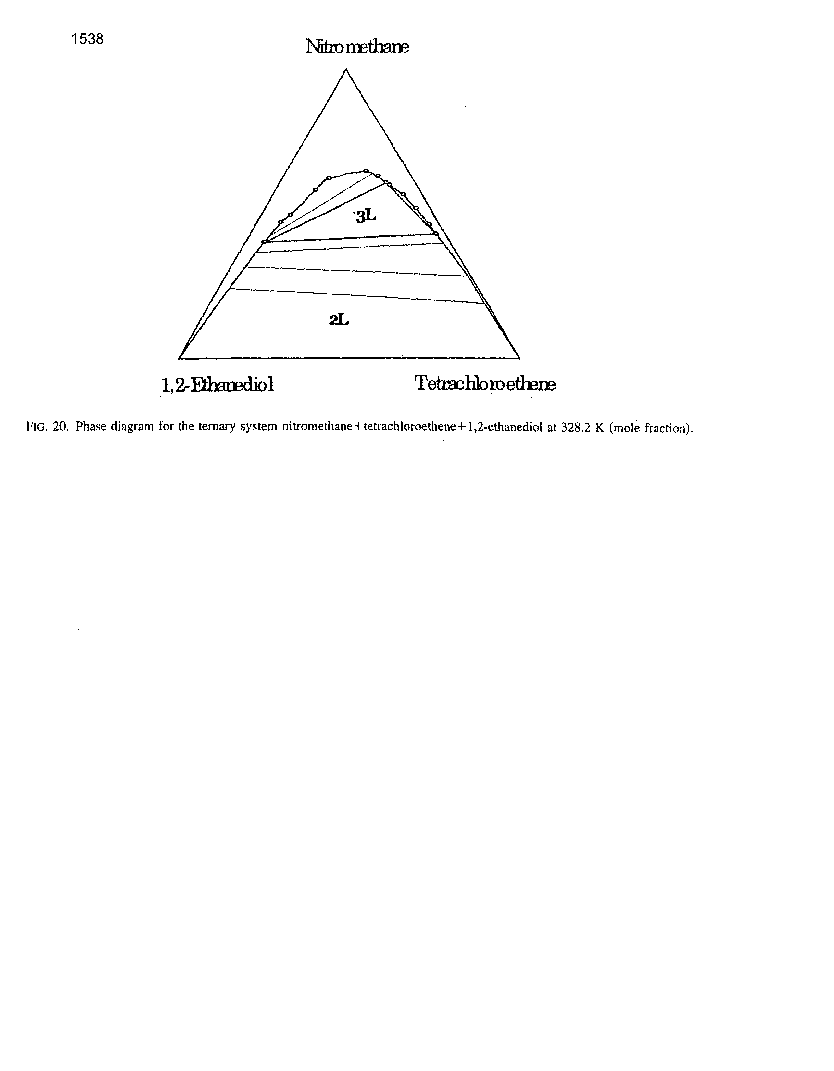 1538
Nitromethane
3L
2L
1,2-Ethanediol
Tetrachloroethene
FIG. 20. Phase diagram for the ternary system nitromethane+tetrachloroethene+1,2-ethanediol at 328.2 K (mole fraction).